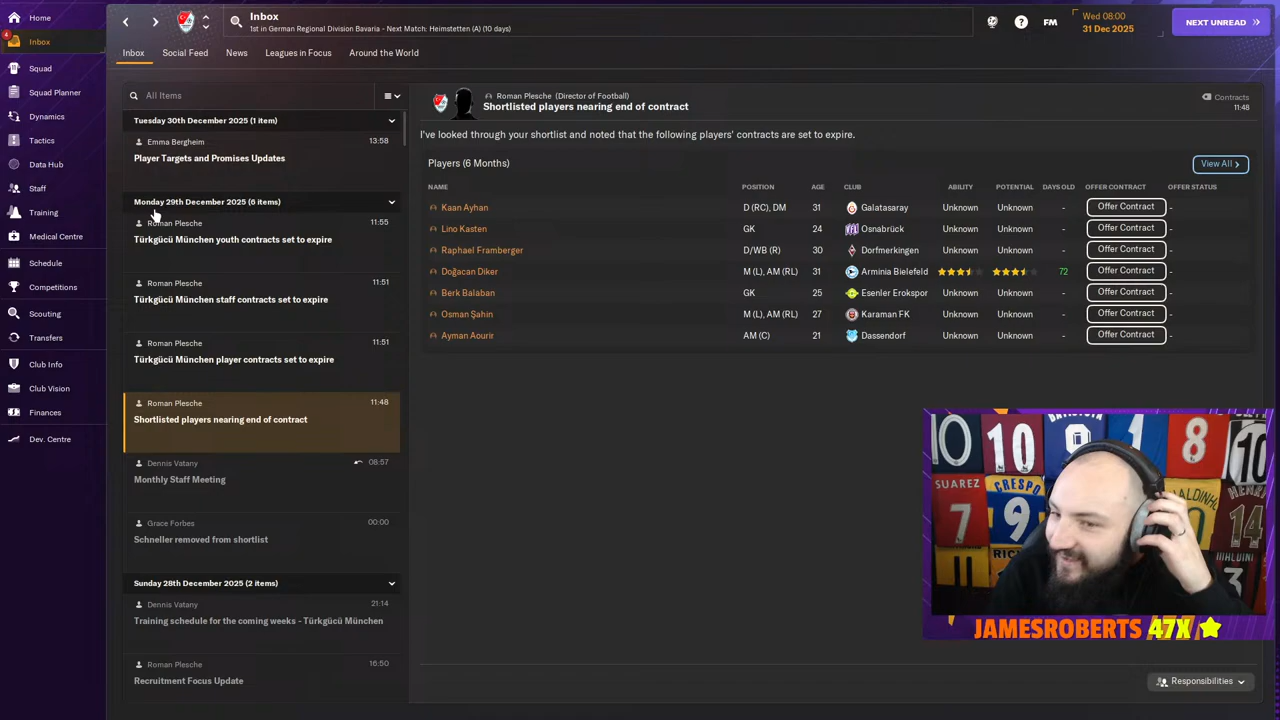 Home
4
Inbox
Squad
Squad Planner
Dynamics
Tactics
Data Hub
Staff
Training
Medical Centre
Schedule
Competitions
Scouting
Transfers
Club Info
Club Vision
Finances
Dev. Centre
Inbox
1st in German Regional Division Bavaria - Next Match: Heimstetten (A) (10 days)
FM
Wed 08:00
31 Dec 2025
NEXT UNREAD
Inbox Social Feed News Leagues in Focus Around the World
All Items
Tuesday 30th December 2025 (1 item)
Emma Bergheim 13:58
Player Targets and Promises Updates
Monday 29th December 2025 (6 items)
Roman Plesche 11:55
Türkgücü München youth contracts set to expire
Roman Plesche 11:51
Türkgücü München staff contracts set to expire
Roman Plesche 11:51
Türkgücü München player contracts set to expire
Roman Plesche 11:48
Shortlisted players nearing end of contract
Dennis Vatany 08:57
Monthly Staff Meeting
Grace Forbes 00:00
Schneller removed from shortlist
Sunday 28th December 2025 (2 items)
Dennis Vatany 21:14
Training schedule for the coming weeks - Türkgücü München
Roman Plesche 16:50
Recruitment Focus Update
Roman Plesche (Director of Football)
Shortlisted players nearing end of contract
Contracts
11:48
I've looked through your shortlist and noted that the following players' contracts are set to expire.
Players (6 Months) View All
NAME POSITION AGE CLUB ABILITY POTENTIAL DAYS OLD OFFER CONTRACT OFFER STATUS
Kaan Ayhan D (RC), DM 31 Galatasaray Unknown Unknown - Offer Contract -
Lino Kasten GK 24 Osnabrück Unknown Unknown - Offer Contract -
Raphael Framberger D/WB (R) 30 Dorfmerkingen Unknown Unknown - Offer Contract -
Doğacan Diker M (L), AM (RL) 31 Arminia Bielefeld 72 Offer Contract -
Berk Balaban GK 25 Esenler Erokspor Unknown Unknown - Offer Contract -
Osman Şahin M (L), AM (RL) 27 Karaman FK Unknown Unknown - Offer Contract -
Ayman Aourir AM (C) 21 Dassendorf Unknown Unknown - Offer Contract -
10 10 1 8 10
SUAREZ 7
CRESPO 9
14
3
JAMESROBERTS 47X
Responsibilities